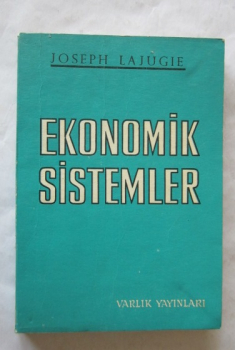 JOSEPH LAJUGIE
EKONOMİK
SİSTEMLER
VARLIK YAYINLARI